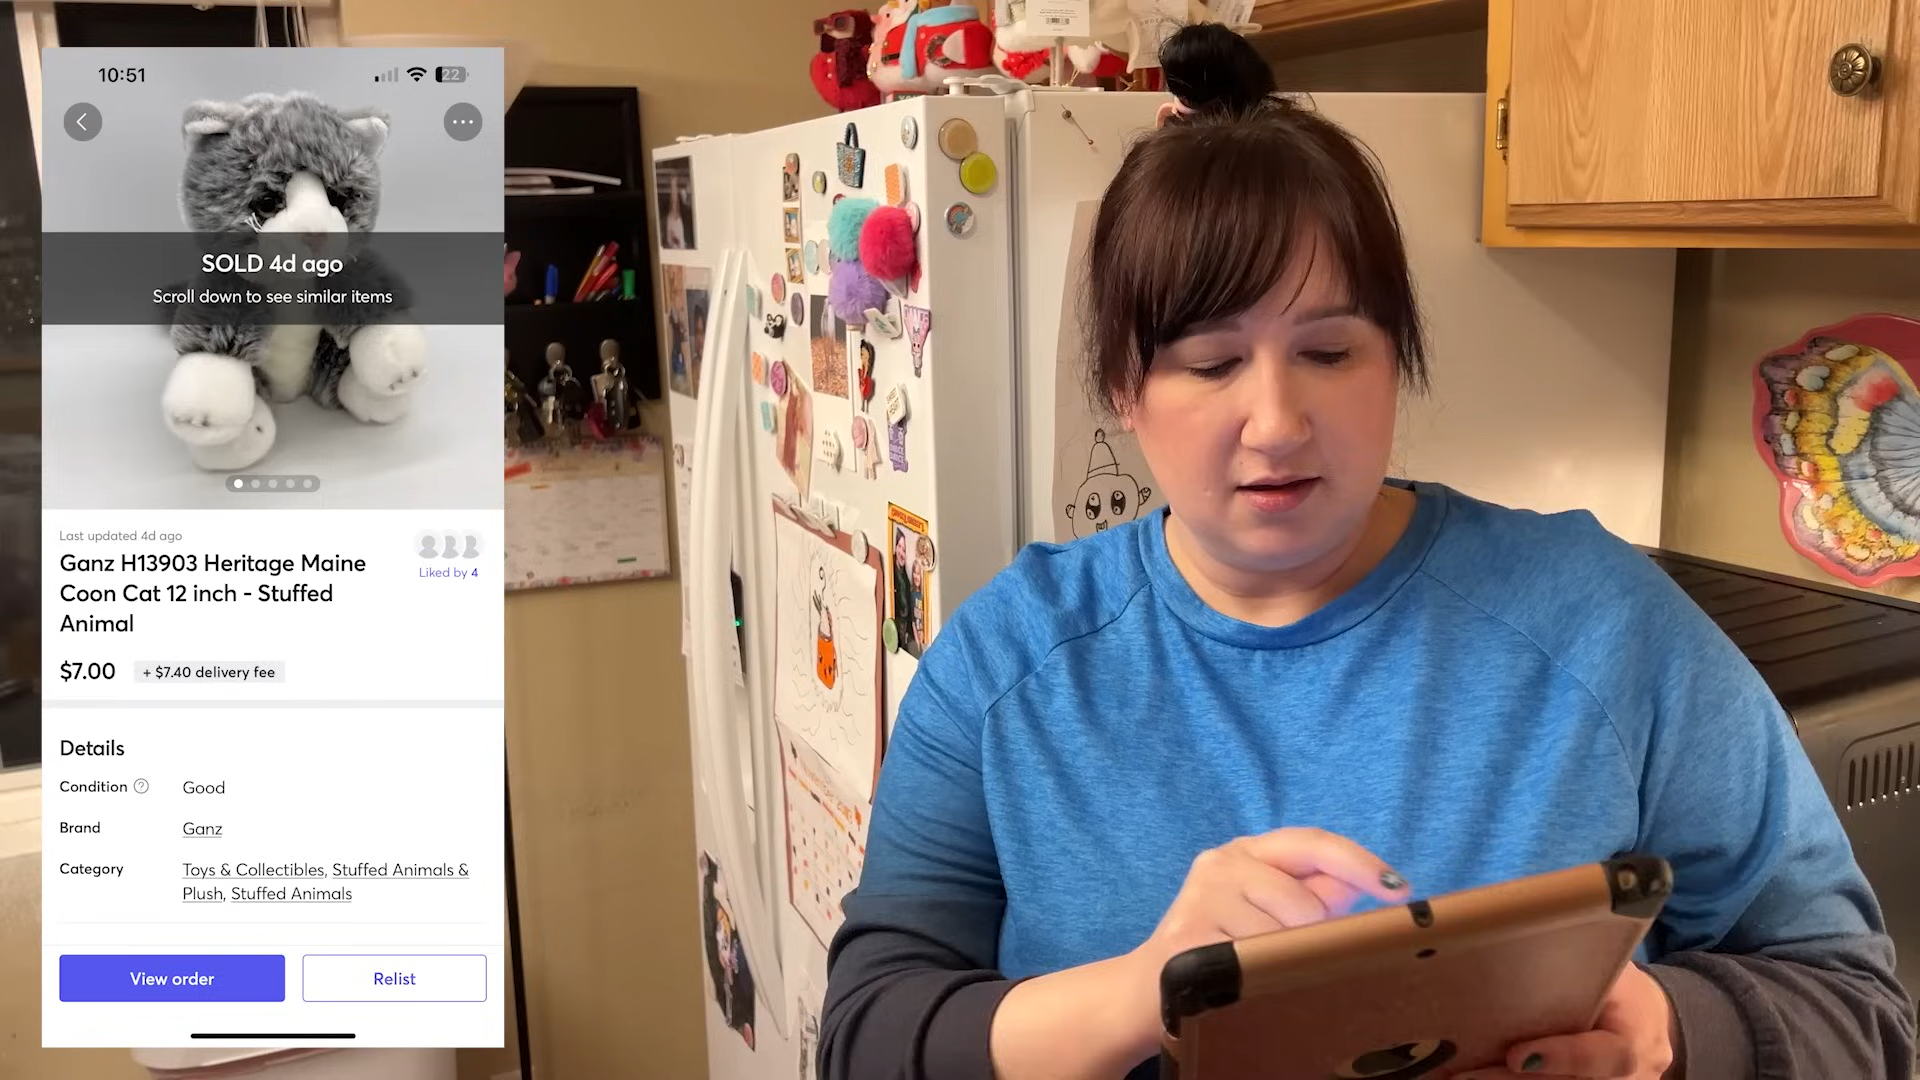 10:51
22
SOLD 4d ago
Scroll down to see similar items
Last updated 4d ago
Ganz H13903 Heritage Maine
Coon Cat 12 inch - Stuffed
Animal
Liked by 4
$7.00
+ $7.40 delivery fee
Details
Condition
Good
Brand
Ganz
Category
Toys & Collectibles, Stuffed Animals &
Plush, Stuffed Animals
View order
Relist